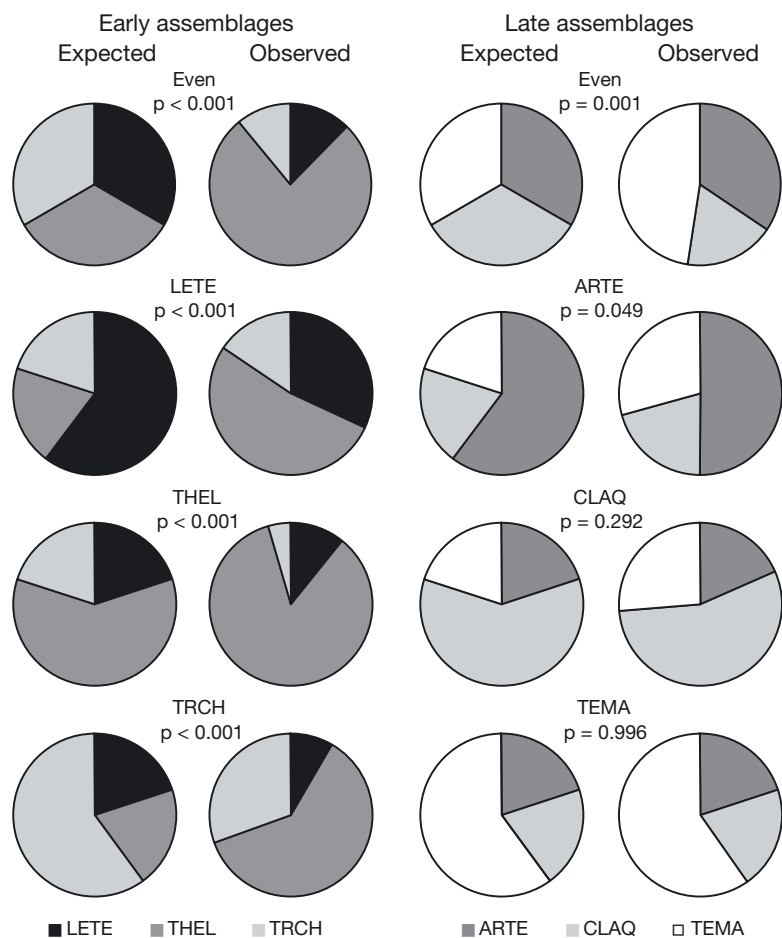 Early assemblages
Expected Observed
Even
p < 0.001
LETE
p < 0.001
THEL
p < 0.001
TRCH
p < 0.001
LETE THEL TRCH
Late assemblages
Expected Observed
Even
p = 0.001
ARTE
p = 0.049
CLAQ
p = 0.292
TEMA
p = 0.996
ARTE CLAQ TEMA